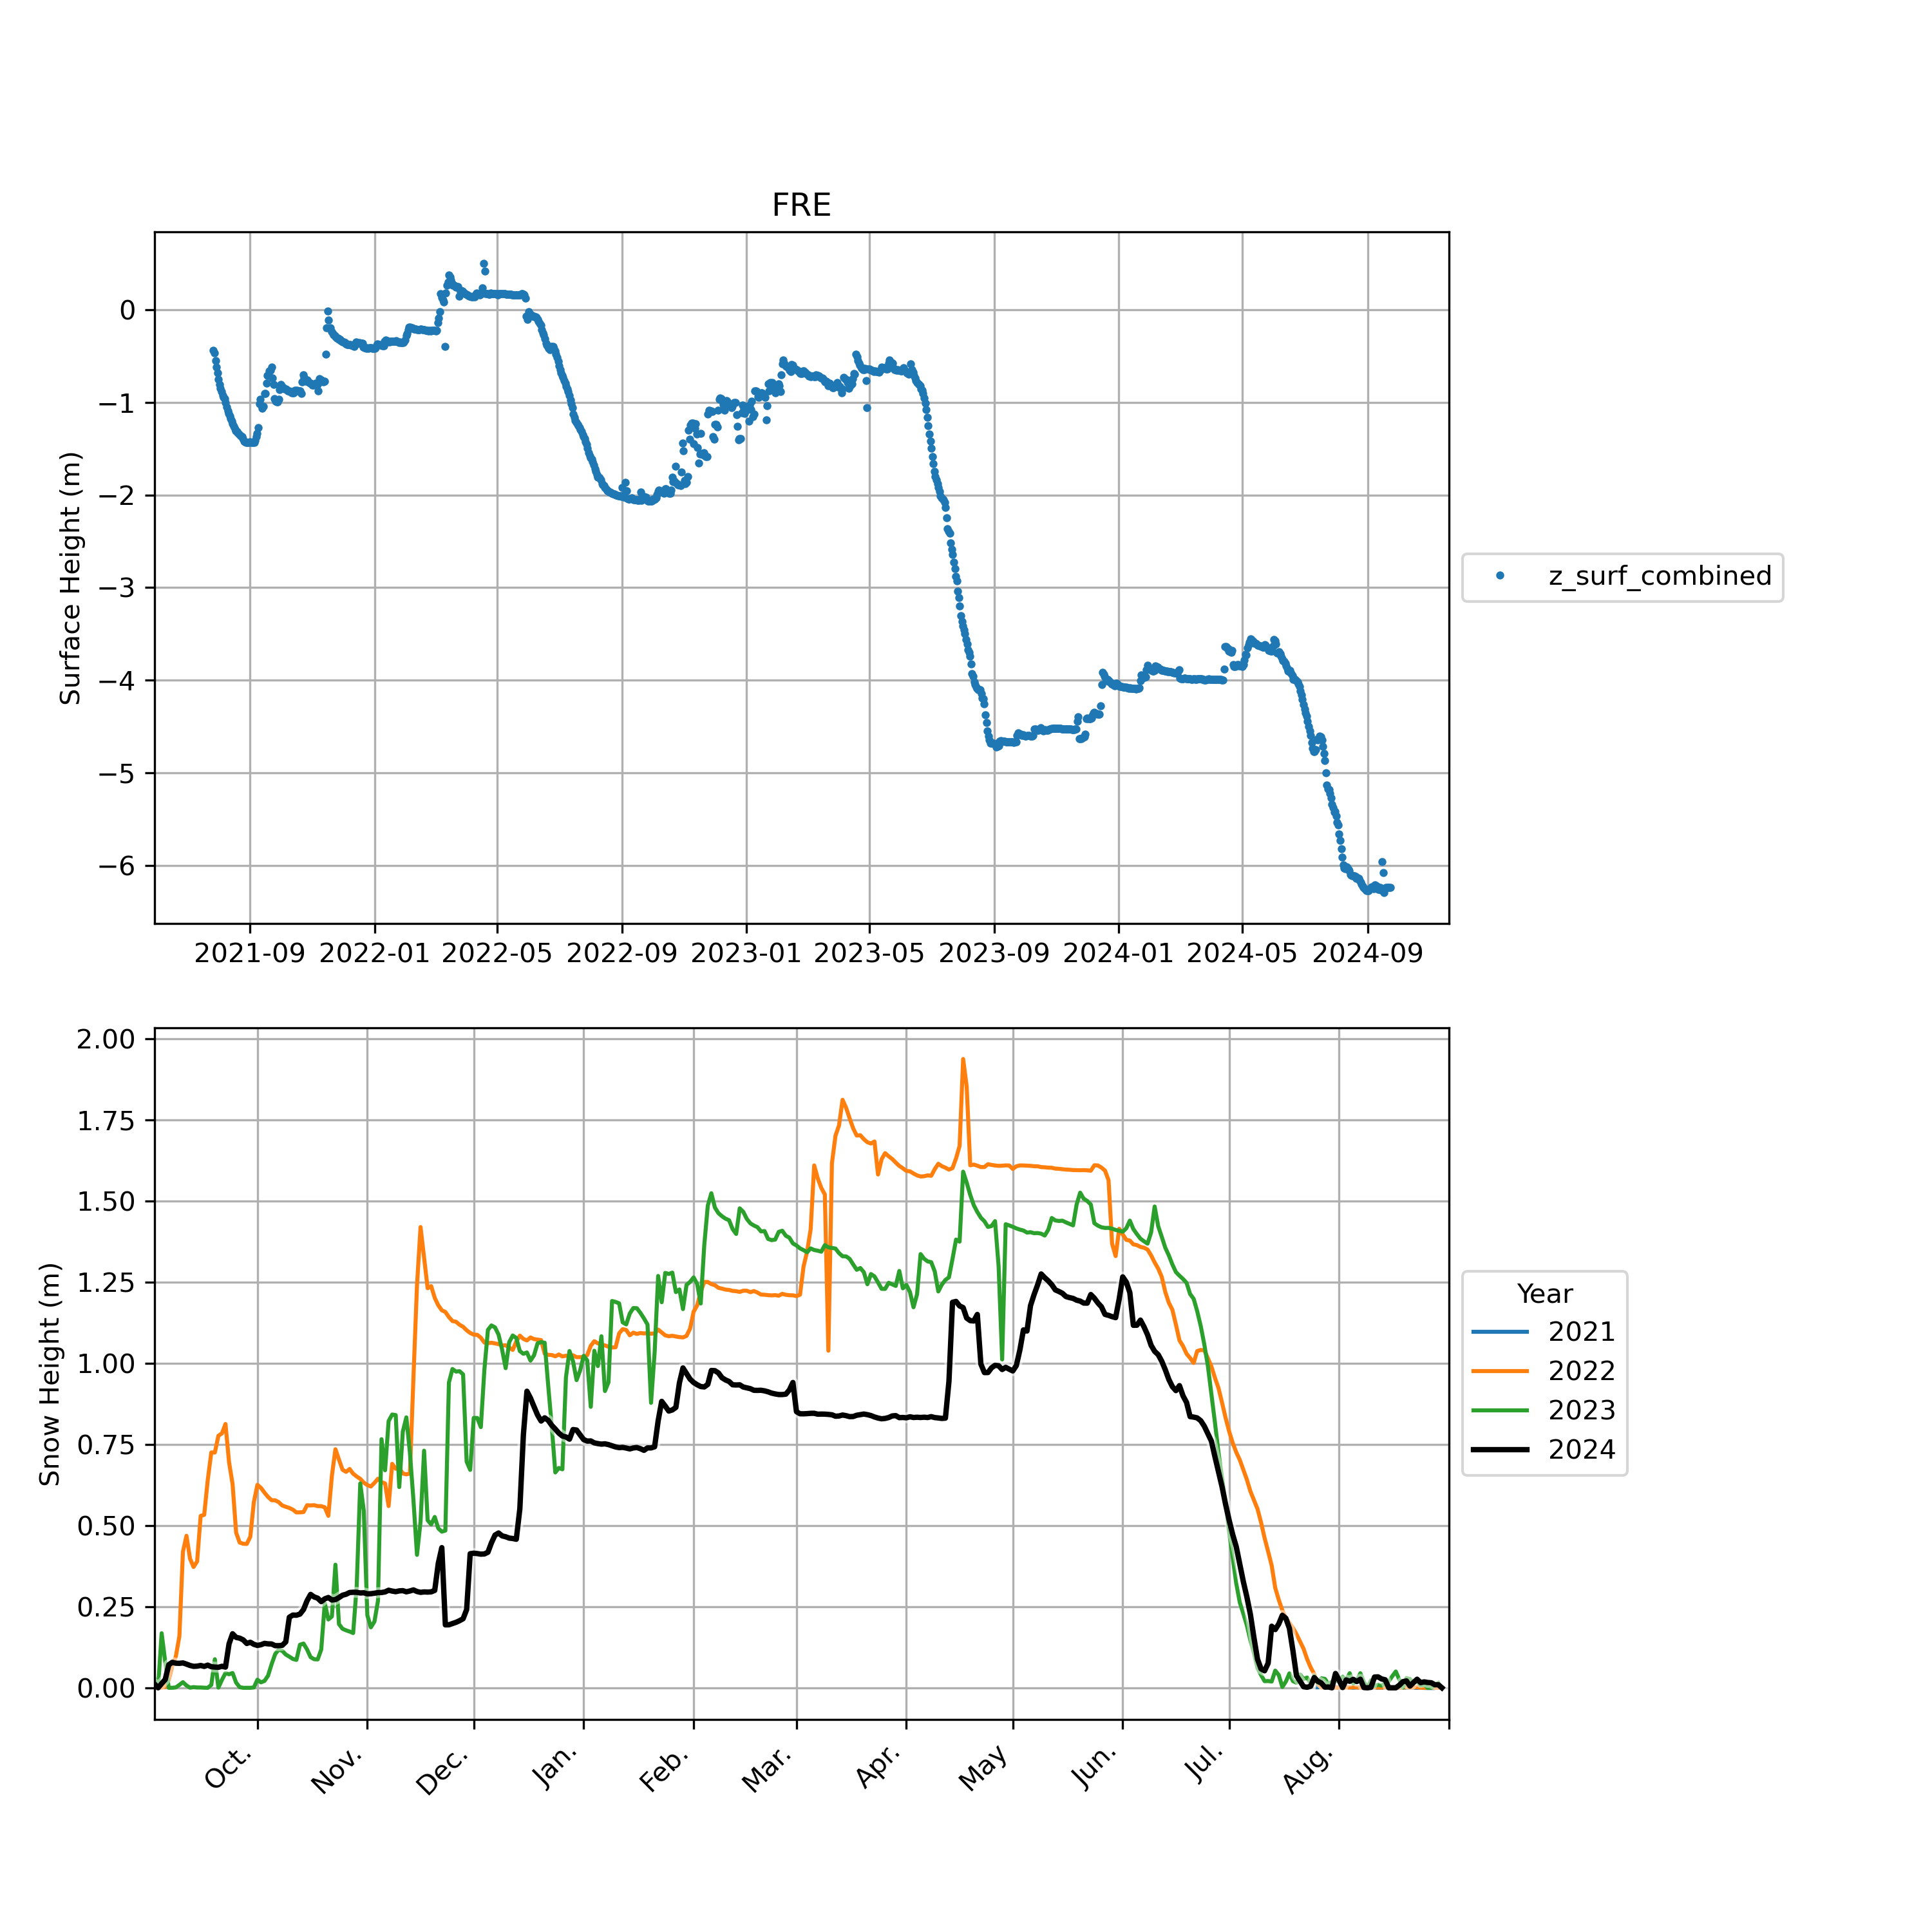 FRE
Surface Height (m)
0
−1
−2
−3
−4
−5
−6
2021-09 2022-01 2022-05 2022-09 2023-01 2023-05 2023-09 2024-01 2024-05 2024-09
z_surf_combined
Snow Height (m)
2.00
1.75
1.50
1.25
1.00
0.75
0.50
0.25
0.00
Oct. Nov. Dec. Jan. Feb. Mar. Apr. May Jun. Jul. Aug.
Year
2021
2022
2023
2024